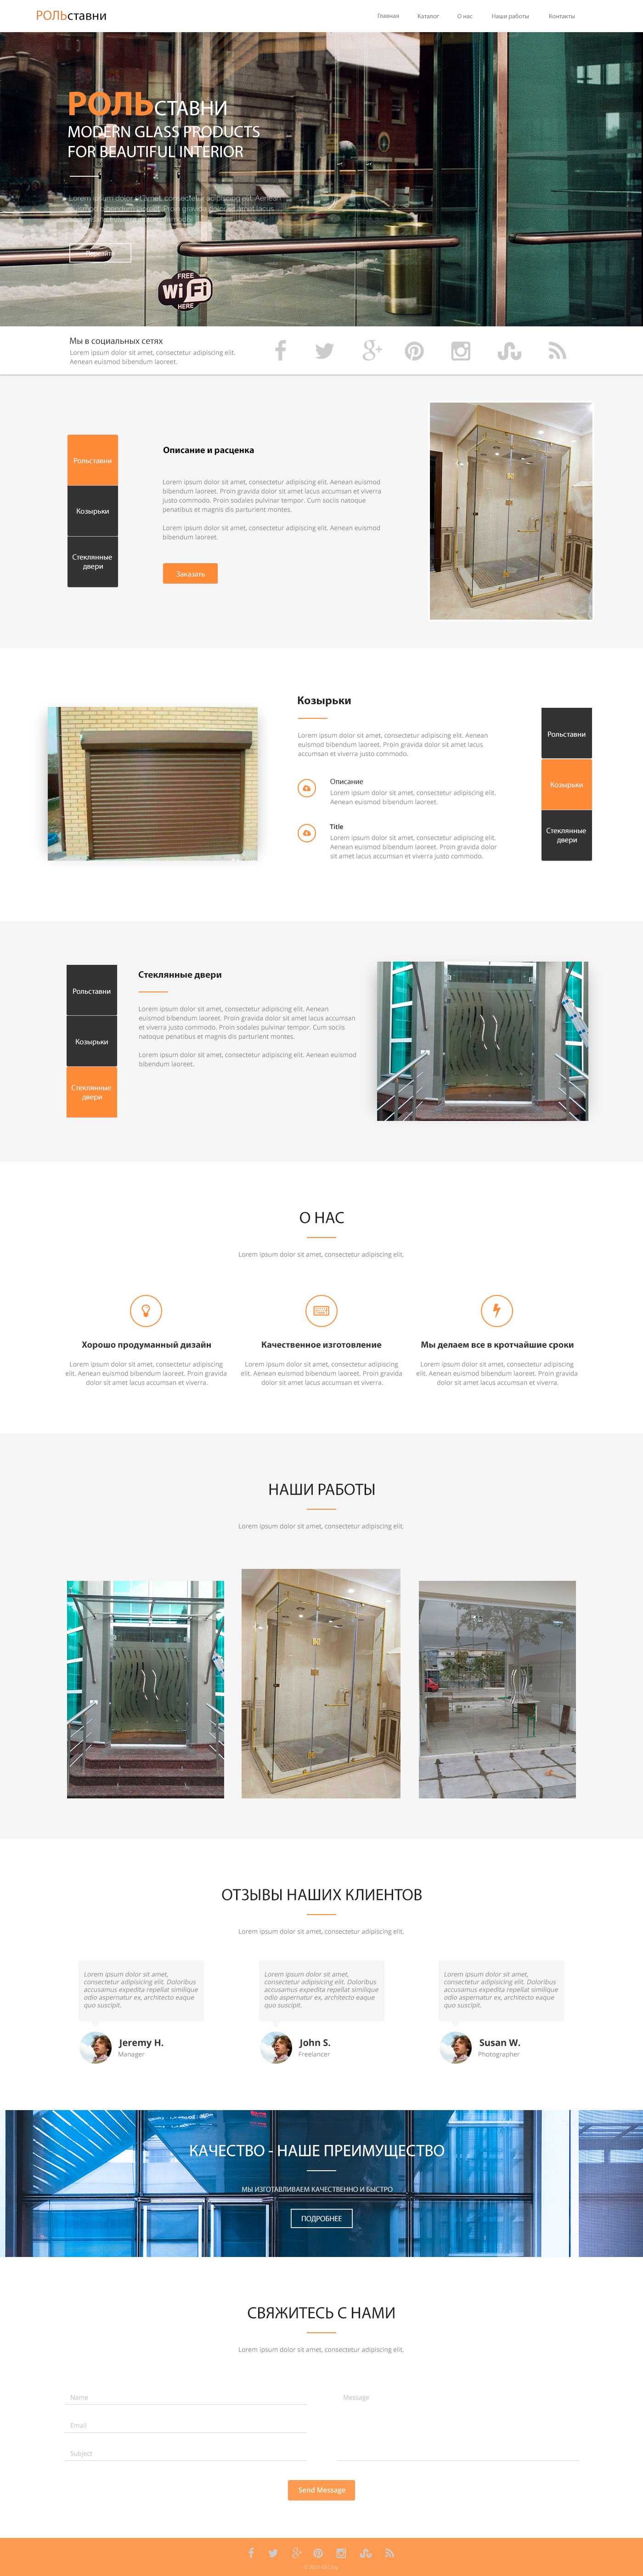 РОЛЬставни
Главная
Каталог
О нас
Наши работы
Контакты
РОЛЬСТАВНИ
MODERN GLASS PRODUCTS
FOR BEAUTIFUL INTERIOR
Lorem ipsum dolor sit amet, consectetur adipiscing elit. Aenean
euismod bibendum laoreet. Proin gravida dolor sit amet lacus
FREE
WiFi
HERE
Мы в социальных сетях
Lorem ipsum dolor sit amet, consectetur adipiscing elit.
Aenean euismod bibendum laoreet.
Рольставни
Козырьки
Стеклянные
двери
Описание и расценка
Lorem ipsum dolor sit amet, consectetur adipiscing elit. Aenean euismod
bibendum laoreet. Proin gravida dolor sit amet lacus accumsan et viverra
justo commodo. Proin sodales pulvinar tempor. Cum sociis natoque
penatibus et magnis dis parturient montes.
Lorem ipsum dolor sit amet, consectetur adipiscing elit. Aenean euismod
bibendum laoreet.
Заказать
Козырьки
Lorem ipsum dolor sit amet, consectetur adipiscing elit. Aenean
euismod bibendum laoreet. Proin gravida dolor sit amet lacus
accumsan et viverra justo commodo.
Описание
Lorem ipsum dolor sit amet, consectetur adipiscing elit.
Aenean euismod bibendum laoreet.
Title
Lorem ipsum dolor sit amet, consectetur adipiscing elit.
Aenean euismod bibendum laoreet. Proin gravida dolor
sit amet lacus accumsan et viverra justo commodo.
Рольставни
Козырьки
Стеклянные
двери
Рольставни
Козырьки
Стеклянные
двери
Стеклянные двери
Lorem ipsum dolor sit amet, consectetur adipiscing elit. Aenean
euismod bibendum laoreet. Proin gravida dolor sit amet lacus accumsan
et viverra justo commodo. Proin sodales pulvinar tempor. Cum sociis
natoque penatibus et magnis dis parturient montes.
Lorem ipsum dolor sit amet, consectetur adipiscing elit. Aenean euismod
bibendum laoreet.
О НАС
Lorem ipsum dolor sit amet, consectetur adipiscing elit.
Хорошо продуманный дизайн
Lorem ipsum dolor sit amet, consectetur adipiscing
elit. Aenean euismod bibendum laoreet. Proin gravida
dolor sit amet lacus accumsan et viverra.
Качественное изготовление
Lorem ipsum dolor sit amet, consectetur adipiscing
elit. Aenean euismod bibendum laoreet. Proin gravida
dolor sit amet lacus accumsan et viverra.
Мы делаем все в кротчайшие сроки
Lorem ipsum dolor sit amet, consectetur adipiscing
elit. Aenean euismod bibendum laoreet. Proin gravida
dolor sit amet lacus accumsan et viverra.
НАШИ РАБОТЫ
Lorem ipsum dolor sit amet, consectetur adipiscing elit.
ОТЗЫВЫ НАШИХ КЛИЕНТОВ
Lorem ipsum dolor sit amet, consectetur adipiscing elit.
Lorem ipsum dolor sit amet,
consectetur adipisicing elit. Doloribus
accusamus expedita repellat similique
odio aspernatur ex, architecto eaque
quo suscipit.
Jeremy H.
Manager
Lorem ipsum dolor sit amet,
consectetur adipisicing elit. Doloribus
accusamus expedita repellat similique
odio aspernatur ex, architecto eaque
quo suscipit.
John S.
Freelancer
Lorem ipsum dolor sit amet,
consectetur adipisicing elit. Doloribus
accusamus expedita repellat similique
odio aspernatur ex, architecto eaque
quo suscipit.
Susan W.
Photographer
КАЧЕСТВО - НАШЕ ПРЕИМУЩЕСТВО
МЫ ИЗГОТАВЛИВАЕМ КАЧЕСТВЕННО И БЫСТРО
ПОДРОБНЕЕ
СВЯЖИТЕСЬ С НАМИ
Lorem ipsum dolor sit amet, consectetur adipiscing elit.
Name
Email
Subject
Message
Send Message